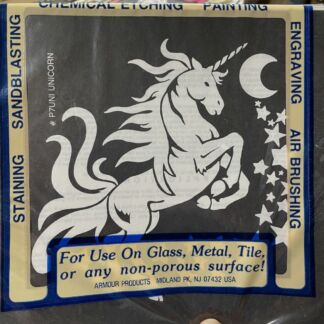 CHEMICAL ETCHING PAINTING
STAINING SANDBLASTING
# P7UNI UNICORN
ENGRAVING AIR BRUSHING
For Use On Glass, Metal, Tile,
or any non-porous surface!
ARMOUR PRODUCTS MIDLAND PK, NJ 07432 USA